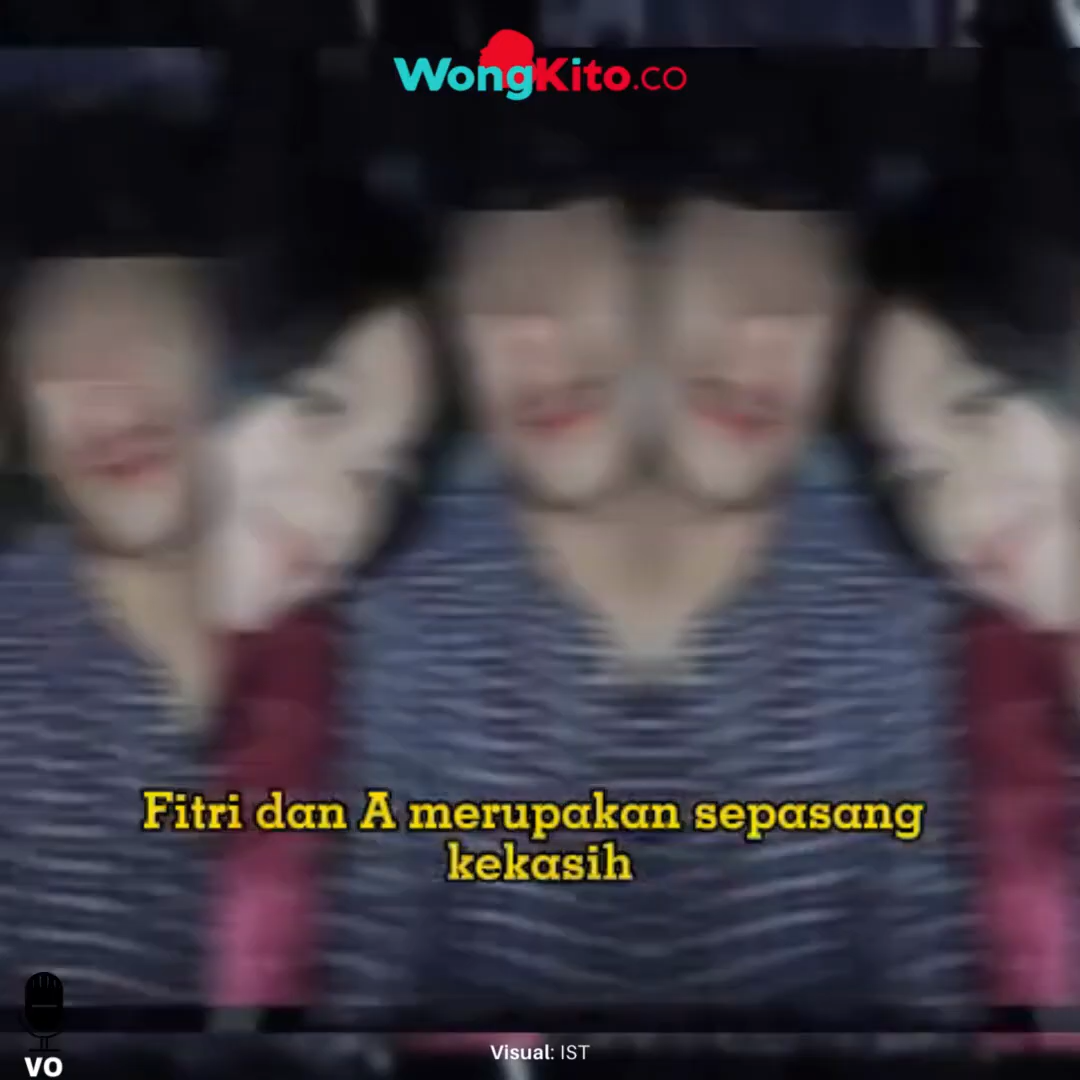 WongKito.co
Fitri dan A merupakan sepasang
kekasih
Visual: IST
VO